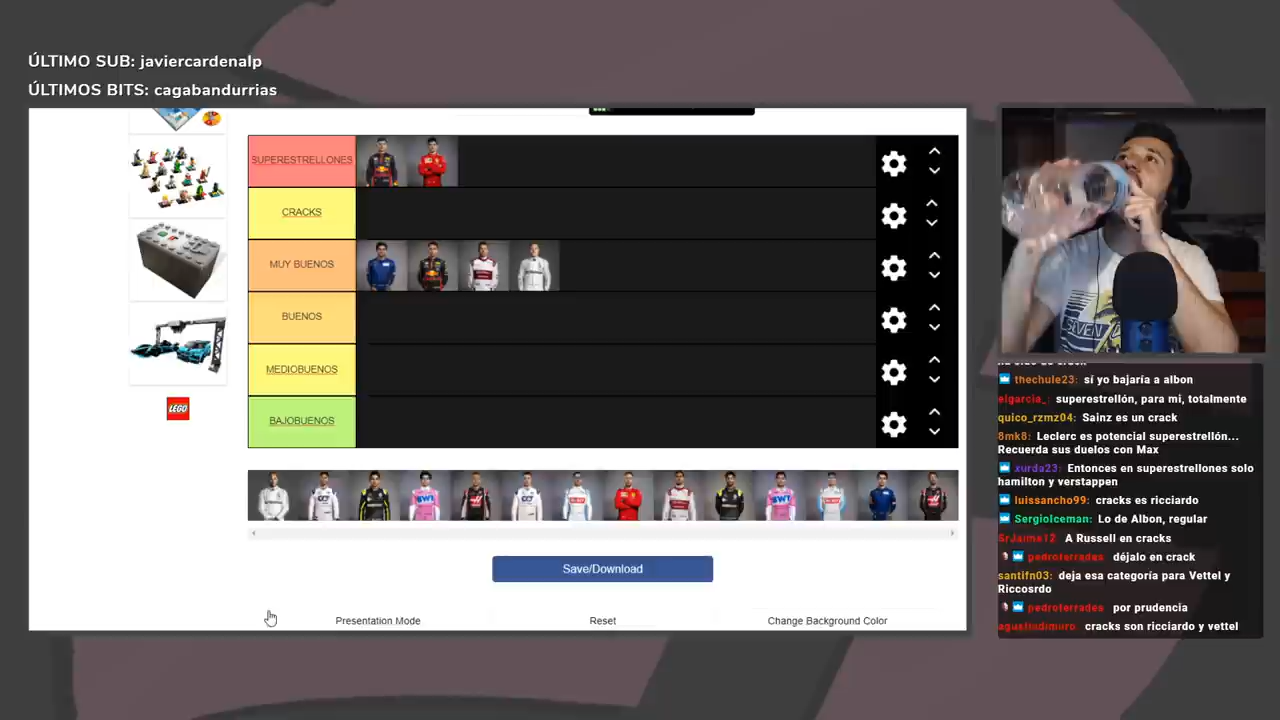 ÚLTIMO SUB: javiercardenalp
ÚLTIMOS BITS: cagabandurrias
SUPERESTRELLONES
CRACKS
MUY BUENOS
BUENOS
MEDIOBUENOS
BAJOBUENOS
LEGO
Save/Download
Presentation Mode
Reset
Change Background Color
SEVEN
thechule23: sí yo bajaría a albon
elgarcia_: superestrellón, para mi, totalmente
quico_rzmz04: Sainz es un crack
8mk8: Leclerc es potencial superestrellón...
Recuerda sus duelos con Max
xurda23: Entonces en superestrellones solo
hamilton y verstappen
luissancho99: cracks es ricciardo
SergioIceman: Lo de Albon, regular
SrJaime12: A Russell en cracks
pedroterrades: déjalo en crack
santifn03: deja esa categoría para Vettel y
Riccosrdo
pedroterrades: por prudencia
cracks son ricciardo y vettel